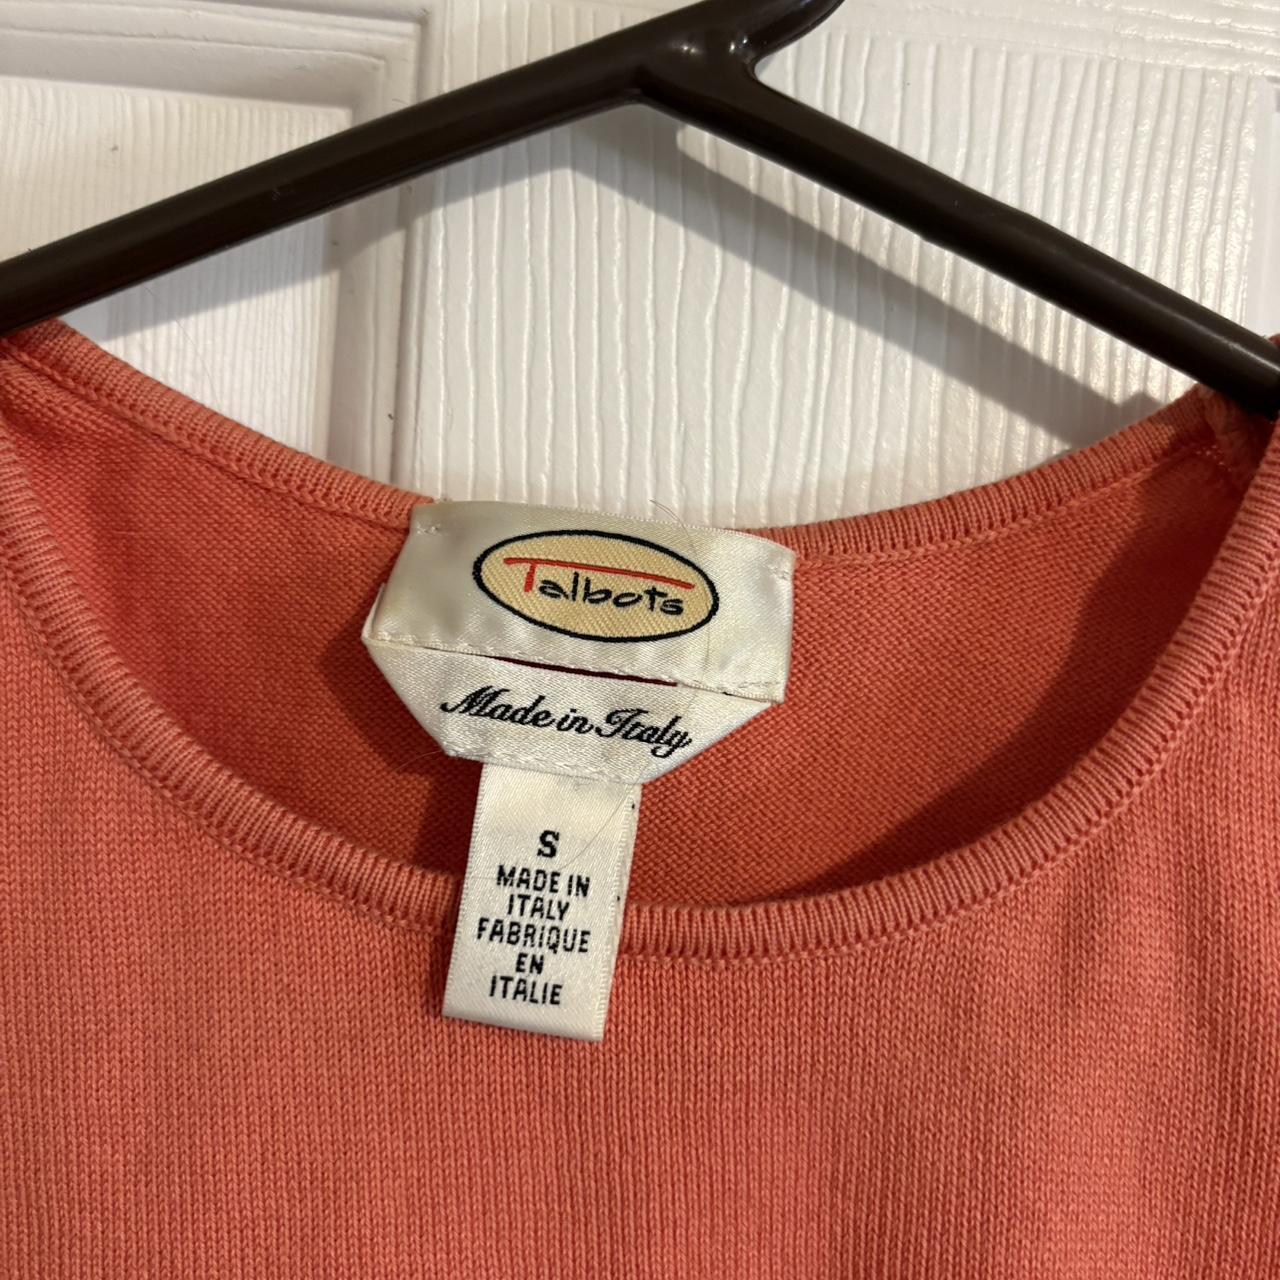 Talbots
Made in Italy
S
MADE IN
ITALY
FABRIQUE
EN
ITALIE